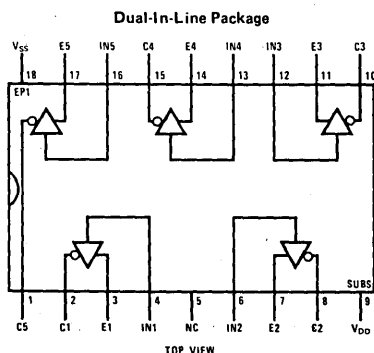 Dual-In-Line Package
VSS E5 IN5 C4 E4 IN4 IN3 E3 C3
18 17 16 15 14 13 12 11 10
EP1
SUBS
1 2 3 4 5 6 7 8 9
C5 C1 E1 IN1 NC IN2 E2 C2 VDD
TOP VIEW